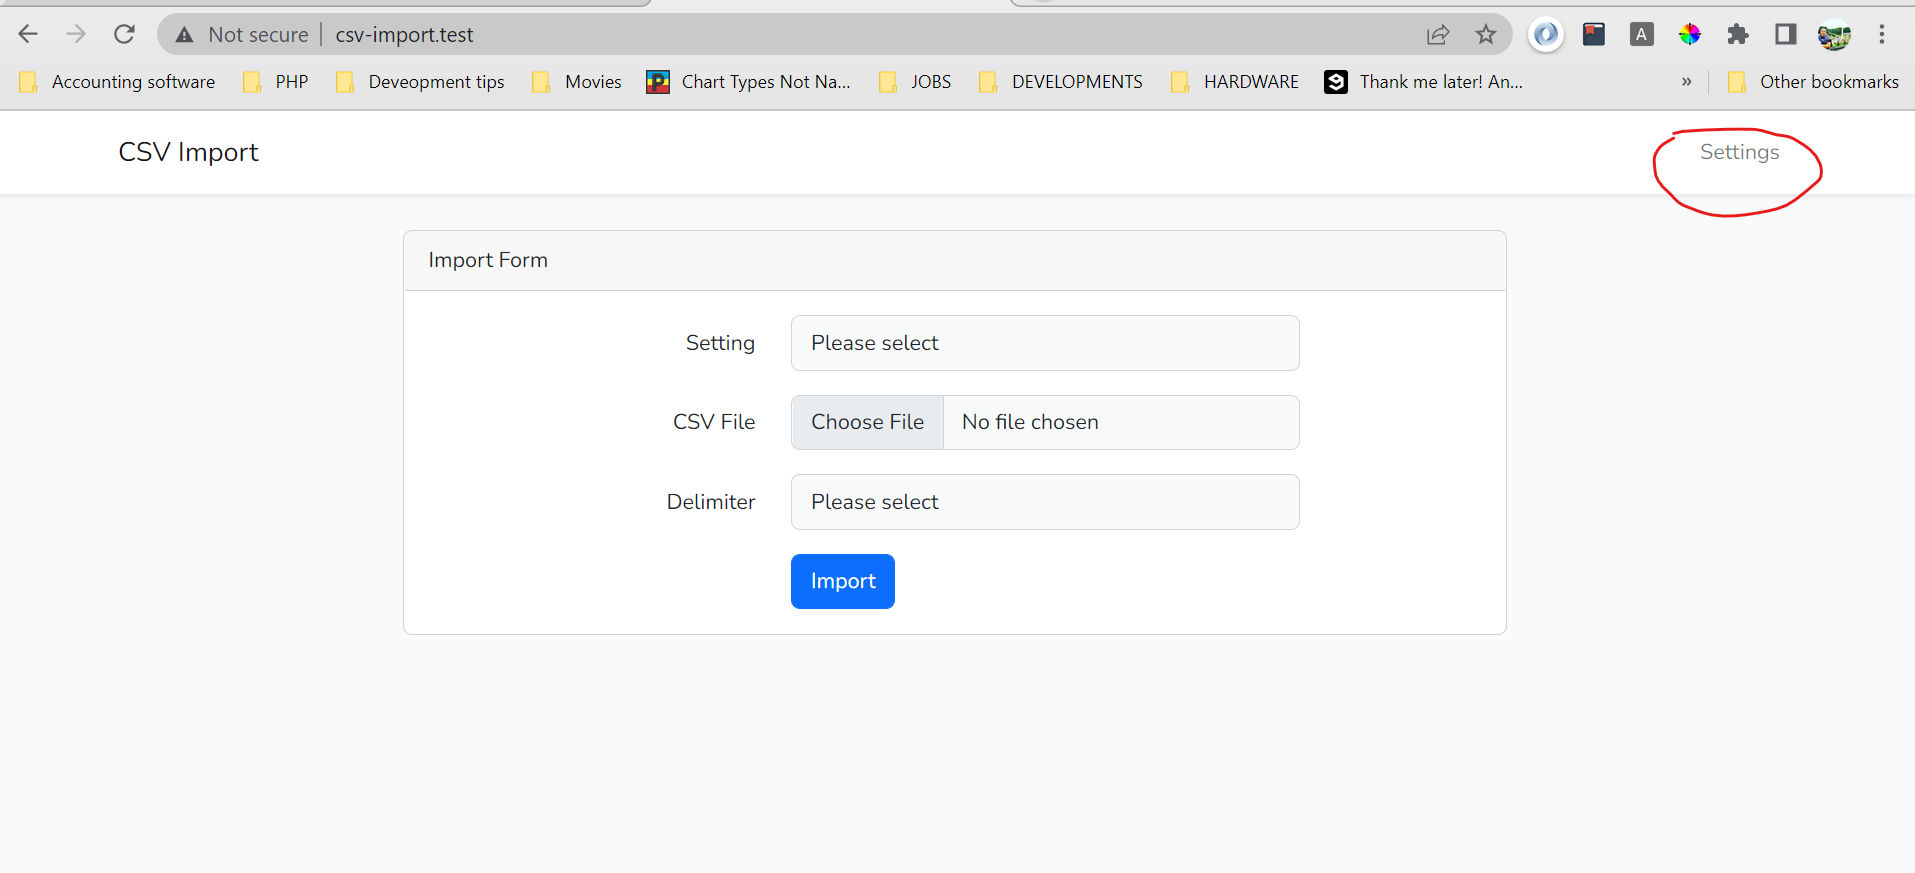 Not secure csv-import.test A
Accounting software PHP Deveopment tips Movies P Chart Types Not Na... JOBS DEVELOPMENTS HARDWARE 9 Thank me later! An... » Other bookmarks
CSV Import Settings
Import Form
Setting Please select
CSV File Choose File No file chosen
Delimiter Please select
Import